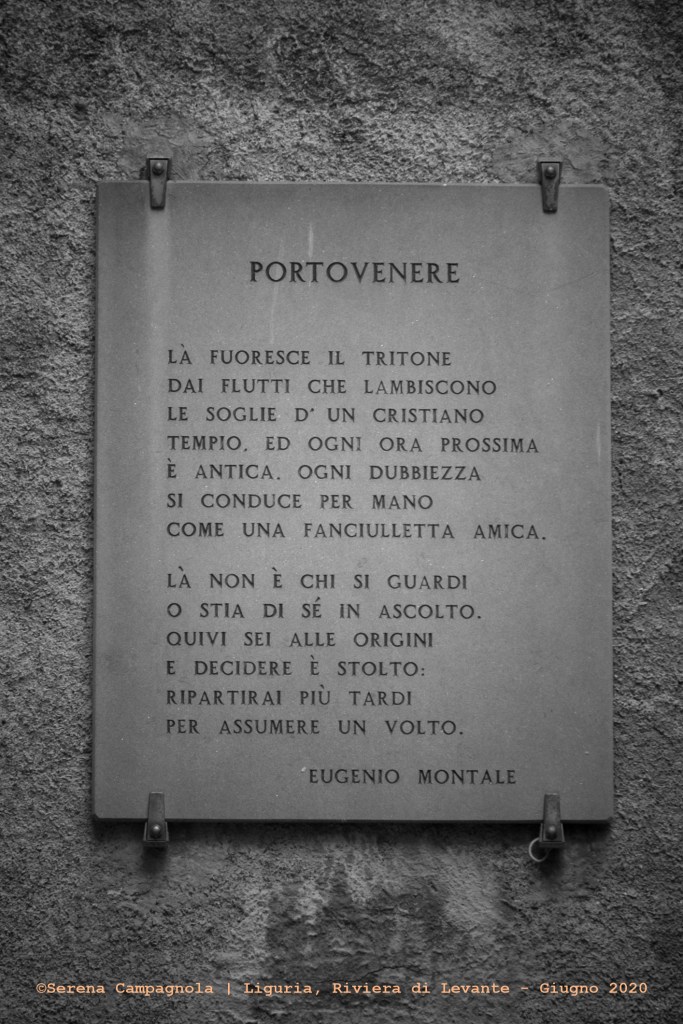 PORTOVENERE
LÀ FUORESCE IL TRITONE
DAI FLUTTI CHE LAMBISCONO
LE SOGLIE D' UN CRISTIANO
TEMPIO, ED OGNI ORA PROSSIMA
È ANTICA. OGNI DUBBIEZZA
SI CONDUCE PER MANO
COME UNA FANCIULLETTA AMICA.
LÀ NON È CHI SI GUARDI
O STIA DI SÉ IN ASCOLTO.
QUIVI SEI ALLE ORIGINI
E DECIDERE È STOLTO:
RIPARTIRAI PIÙ TARDI
PER ASSUMERE UN VOLTO.
EUGENIO MONTALE
©Serena Campagnola | Liguria, Riviera di Levante - Giugno 2020